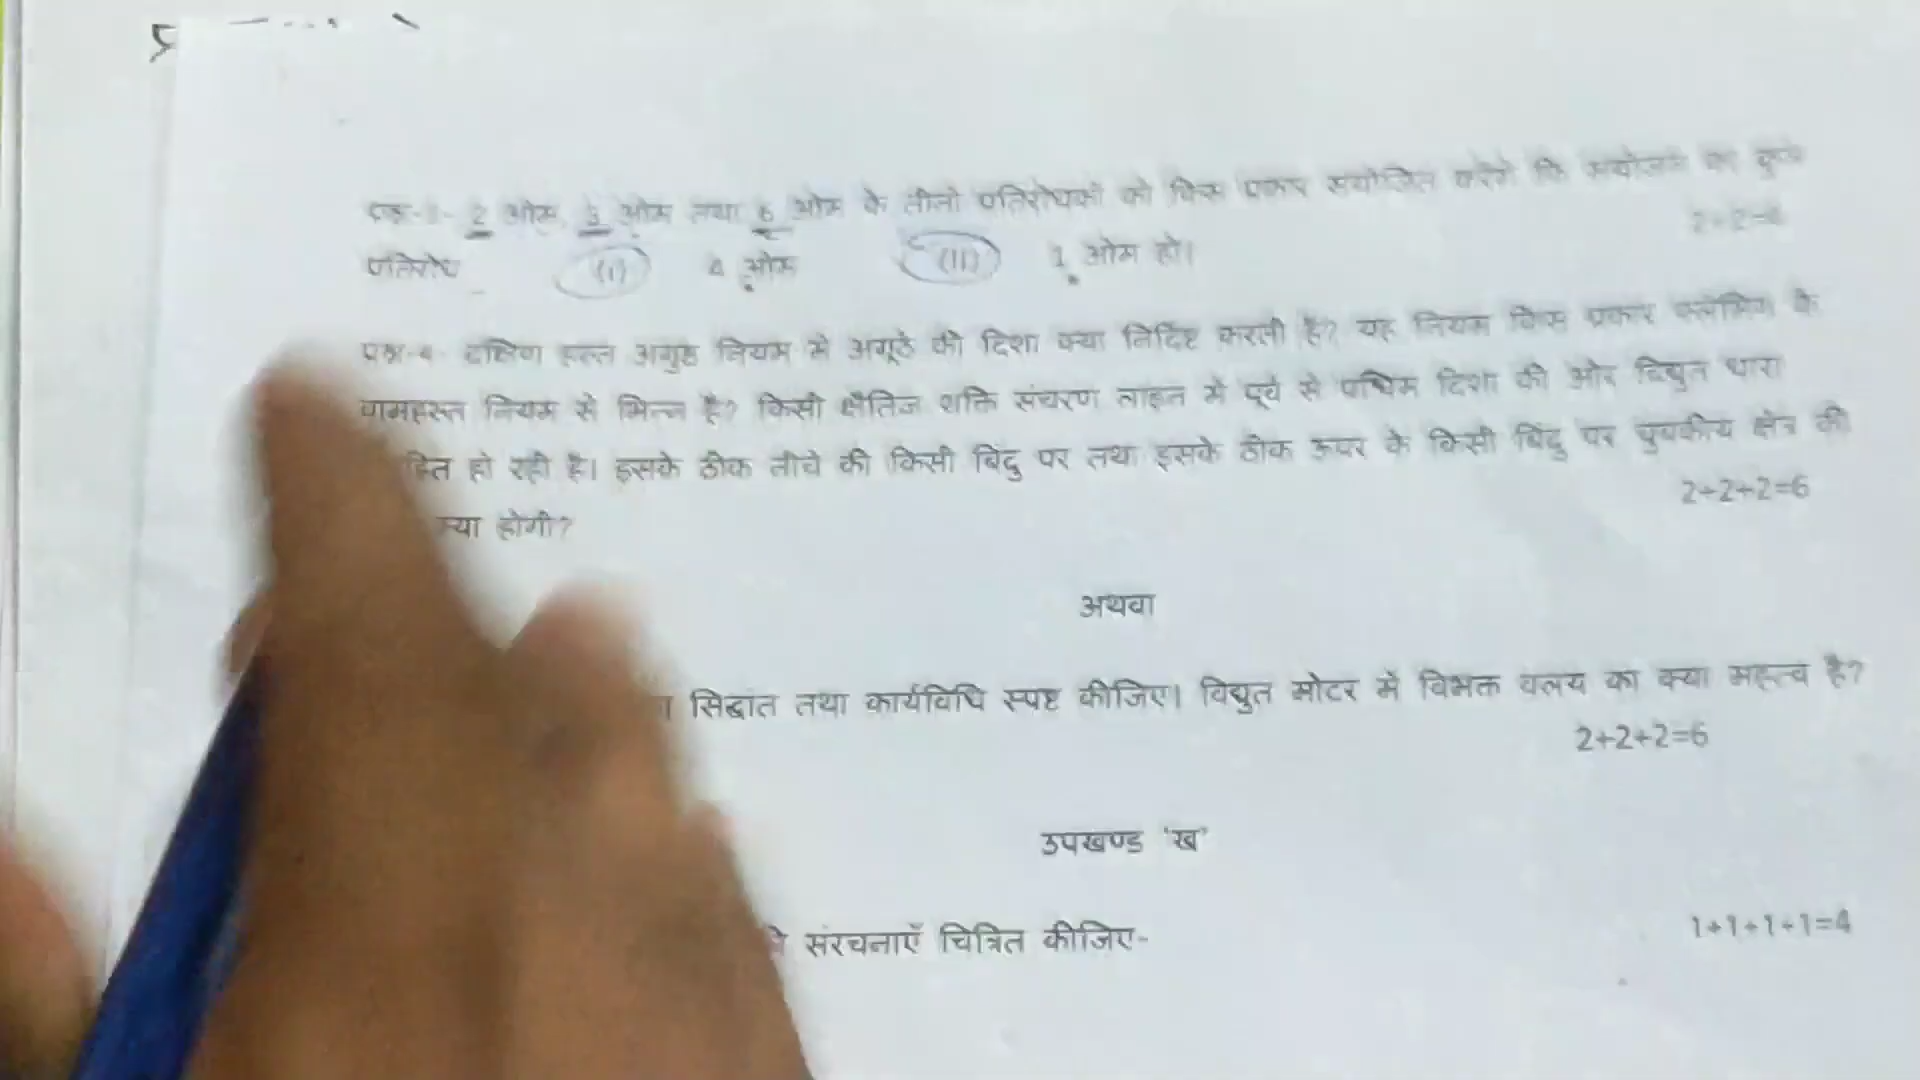 प्रश्न-3- 2 ओम, 3 ओम तथा 6 ओम के तीनों प्रतिरोधकों को किस प्रकार संयोजित करेंगे कि संयोजन का कुल
2+2=4
प्रतिरोध (i) 4 ओम (ii) 1 ओम हो।
प्रश्न-4- दक्षिण हस्त अंगुष्ठ नियम में अंगूठे की दिशा क्या निर्दिष्ट करती है? यह नियम किस प्रकार फ्लेमिंग के
वामहस्त नियम से भिन्न है? किसी क्षैतिज शक्ति संचरण लाइन में पूर्व से पश्चिम दिशा की ओर विद्युत धारा
हो रही है। इसके ठीक नीचे की किसी बिंदु पर तथा इसके ठीक ऊपर के किसी बिंदु पर चुंबकीय क्षेत्र की
2+2+2=6
क्या होगी?
अथवा
सिद्धांत तथा कार्यविधि स्पष्ट कीजिए। विद्युत मोटर में विभक्त वलय का क्या महत्त्व है?
2+2+2=6
उपखण्ड 'ख'
संरचनाएँ चित्रित कीजिए-
1+1+1+1=4